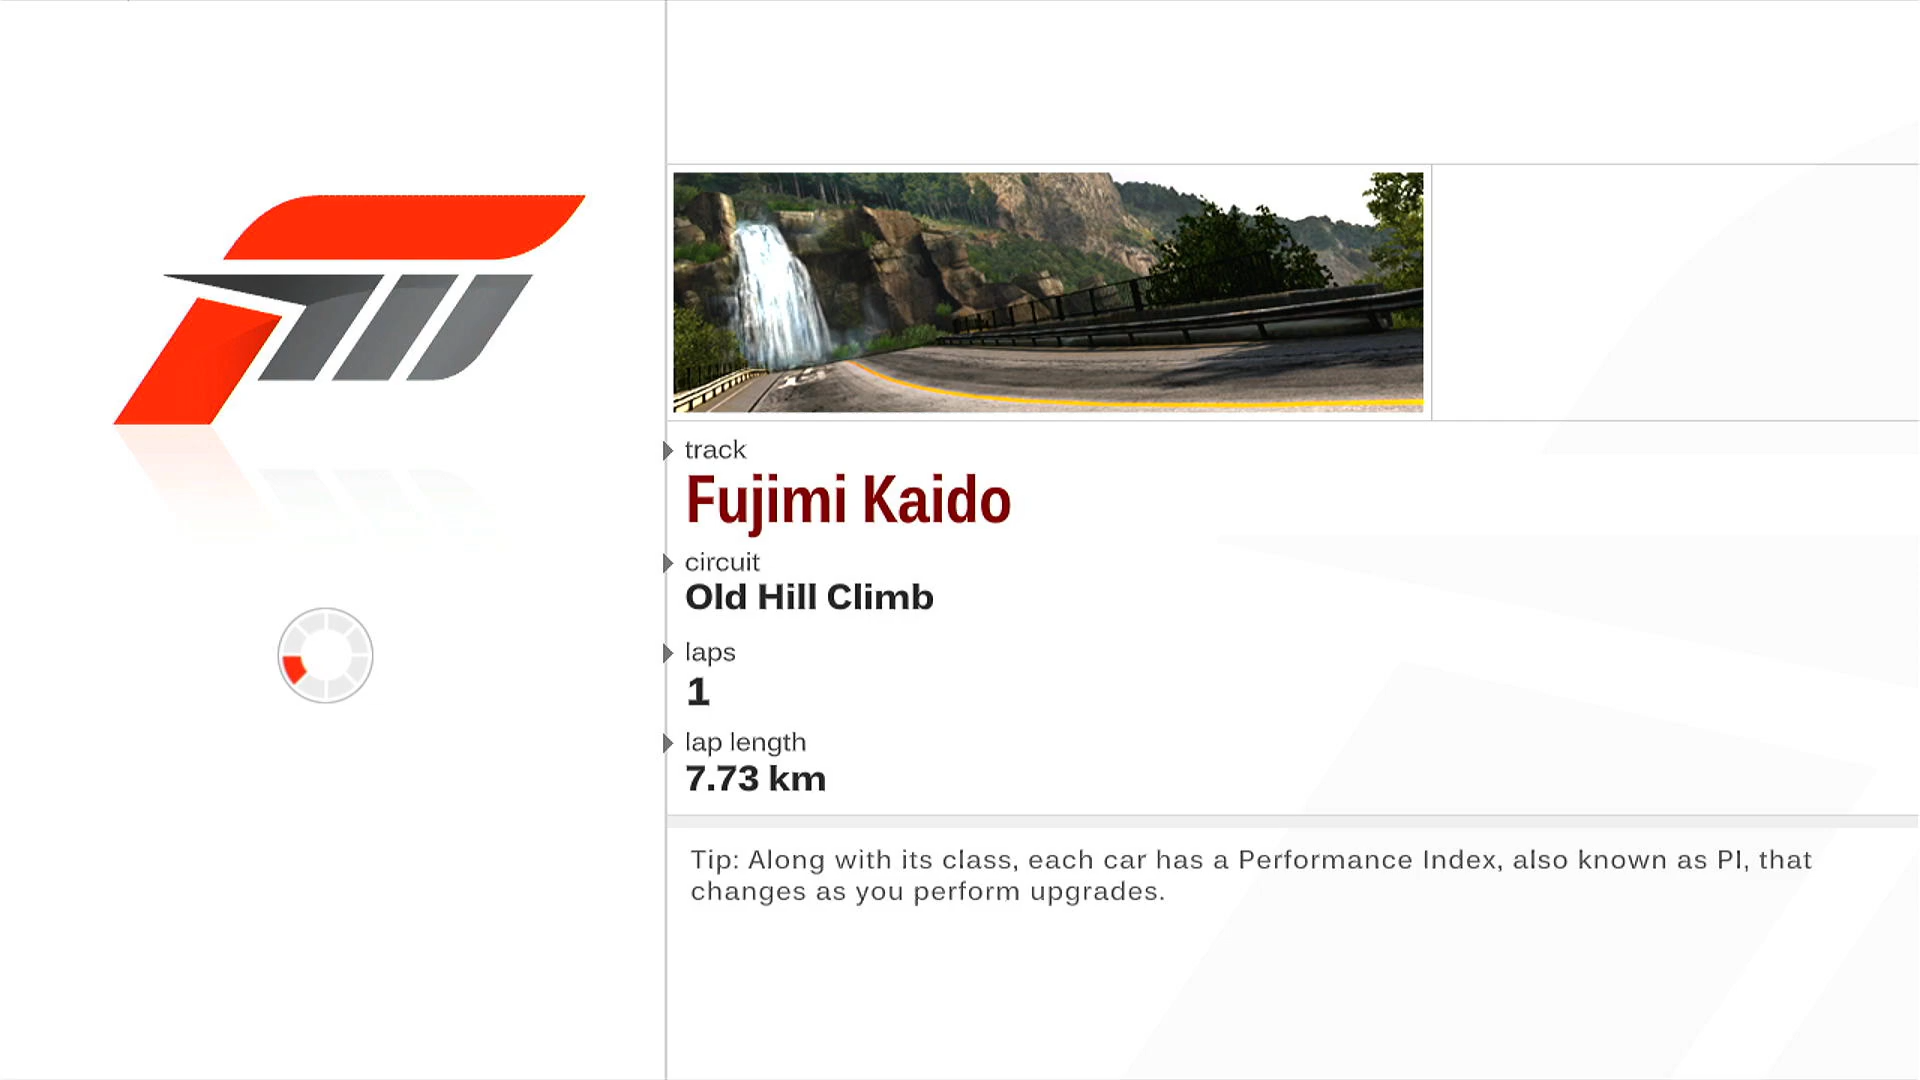 track
Fujimi Kaido
circuit
Old Hill Climb
laps
1
lap length
7.73 km
Tip: Along with its class, each car has a Performance Index, also known as PI, that
changes as you perform upgrades.